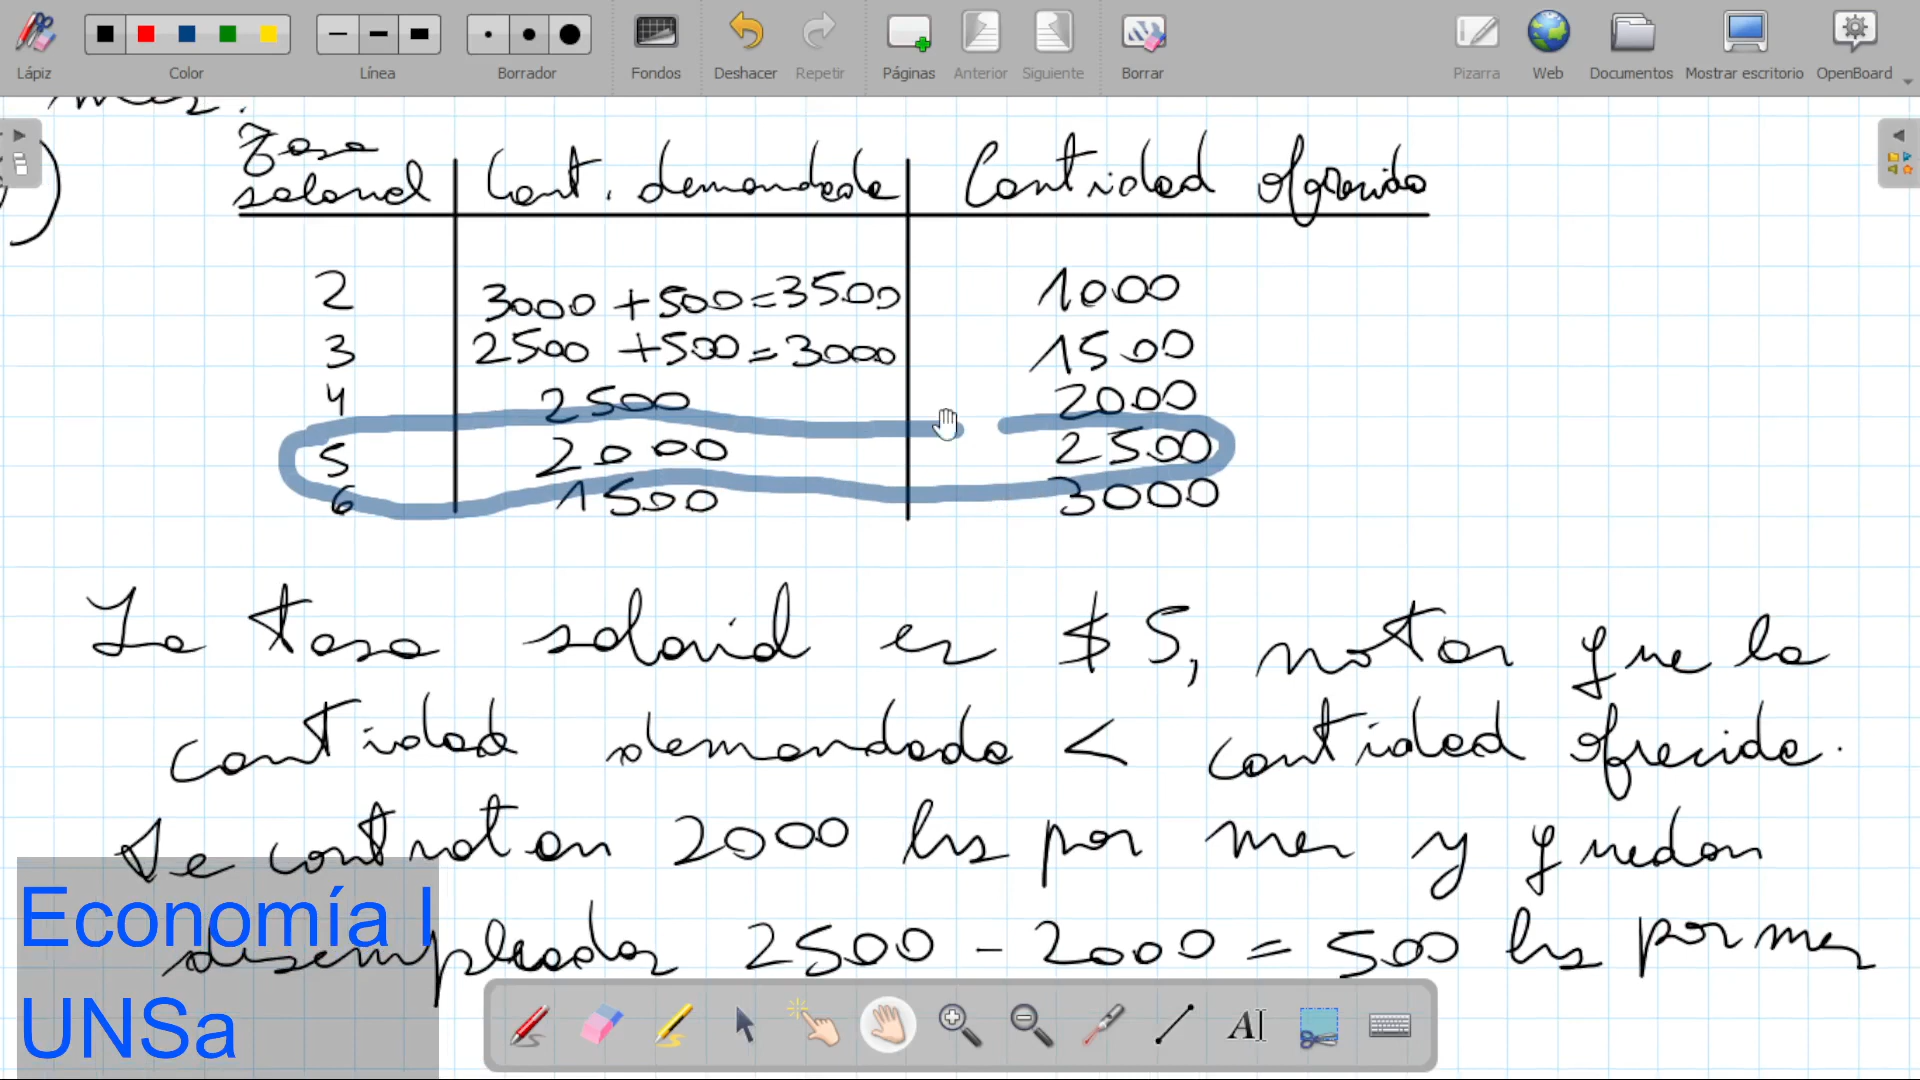 Lápiz
Color
Línea
Borrador
Fondos
Deshacer
Repetir
Páginas
Anterior
Siguiente
Borrar
Pizarra
Web
Documentos
Mostrar escritorio
OpenBoard
mes.
Tasa
salarial
Cant. demandada
Cantidad ofrecida
2 3000 + 500 = 3500 1000
3 2500 + 500 = 3000 1500
4 2500 2000
5 2000 2500
6 1500 3000
La tasa salarial es $ 5, notar que la
cantidad demandada < cantidad ofrecida.
Se contratan 2000 hs por mes y quedan
desempleadas 2500 - 2000 = 500 hs por mes
Economía I
UNSa
AI